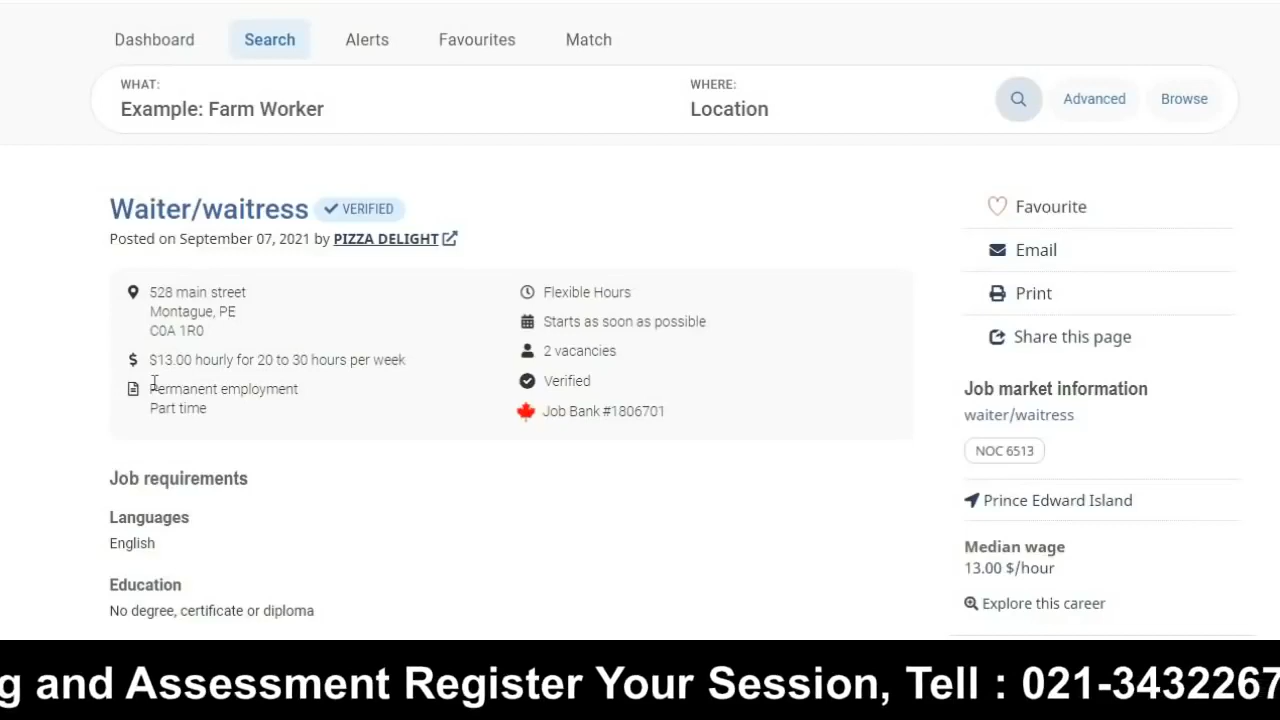 Dashboard Search Alerts Favourites Match
WHAT: WHERE:
Example: Farm Worker Location Advanced Browse
Waiter/waitress VERIFIED
Posted on September 07, 2021 by PIZZA DELIGHT
528 main street
Montague, PE
C0A 1R0
$13.00 hourly for 20 to 30 hours per week
Permanent employment
Part time
Flexible Hours
Starts as soon as possible
2 vacancies
Verified
Job Bank #1806701
Job requirements
Languages
English
Education
No degree, certificate or diploma
Favourite
Email
Print
Share this page
Job market information
waiter/waitress
NOC 6513
Prince Edward Island
Median wage
13.00 $/hour
Explore this career
g and Assessment Register Your Session, Tell : 021-3432267